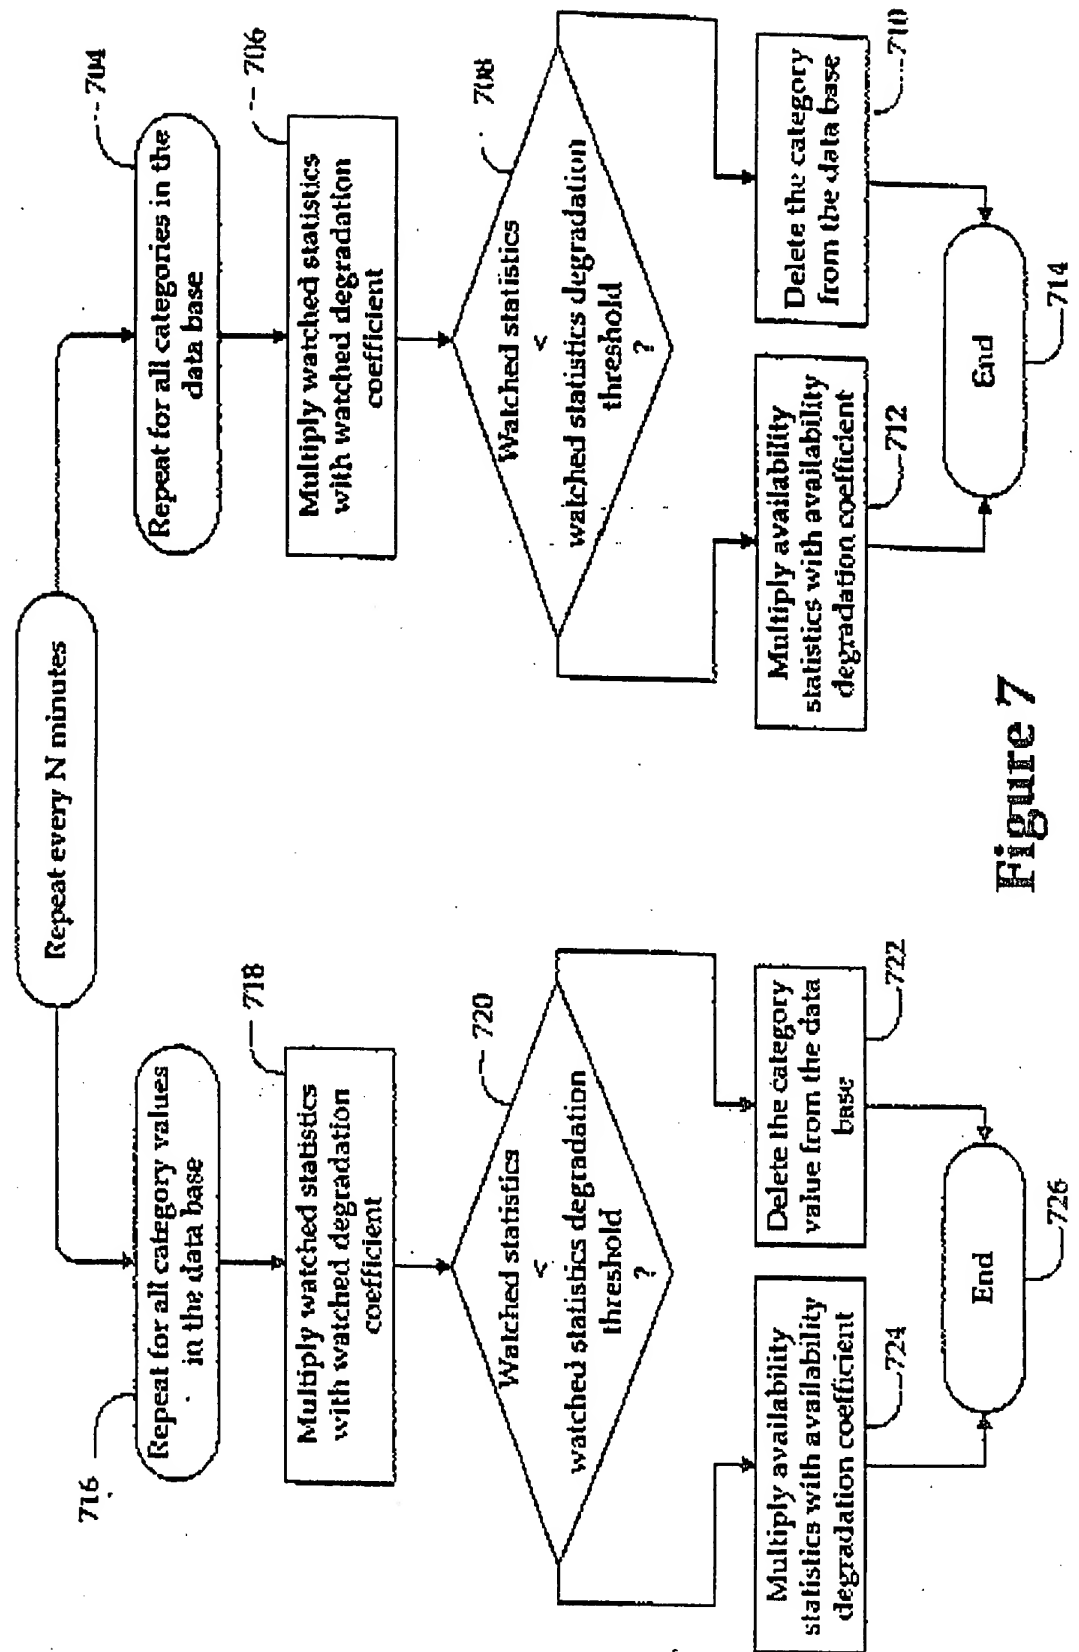 Repeat every N minutes
716
Repeat for all category values
in the data base
718
Multiply watched statistics
with watched degradation
coefficient
720
Watched statistics
<
watched statistics degradation
threshold
?
Multiply availability
statistics with availability
degradation coefficient
724
Delete the category
value from the data
base
722
End
726
704
Repeat for all categories in the
data base
706
Multiply watched statistics
with watched degradation
coefficient
708
Watched statistics
<
watched statistics degradation
threshold
?
Multiply availability
statistics with availability
degradation coefficient
712
Delete the category
from the data base
710
End
714
Figure 7